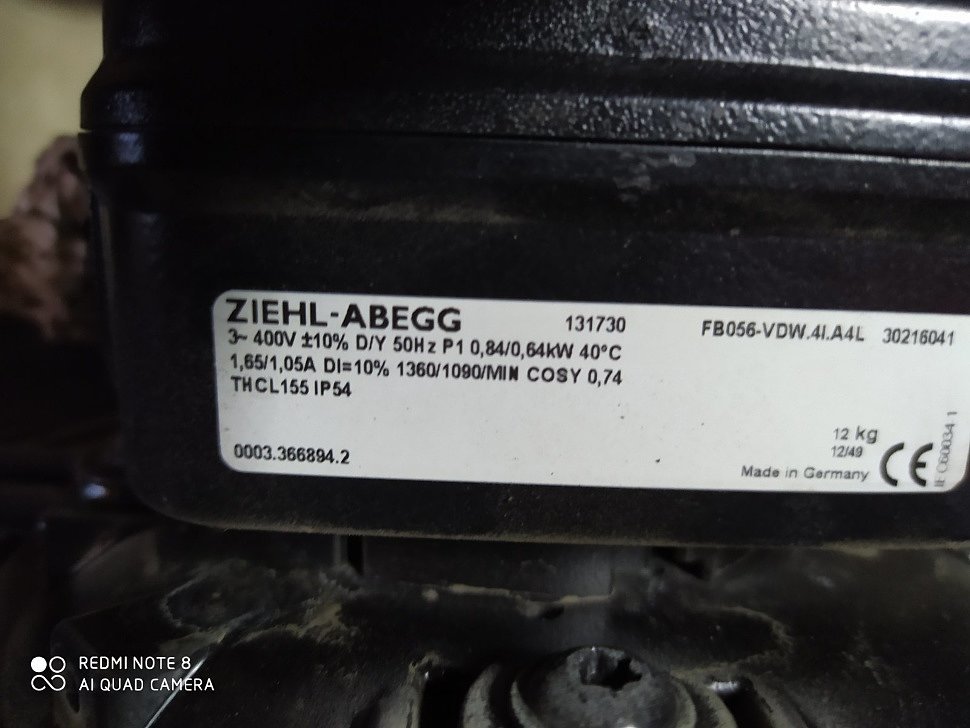 ZIEHL-ABEGG 131730 FB056-VDW.4I.A4L 30216041
3~ 400V ±10% D/Y 50Hz P1 0,84/0,64kW 40°C
1,65/1,05A DI=10% 1360/1090/MIN COSY 0,74
THCL155 IP54
12 kg
12/49
0003.366894.2
Made in Germany
CE
IEC60034 1
REDMI NOTE 8
AI QUAD CAMERA